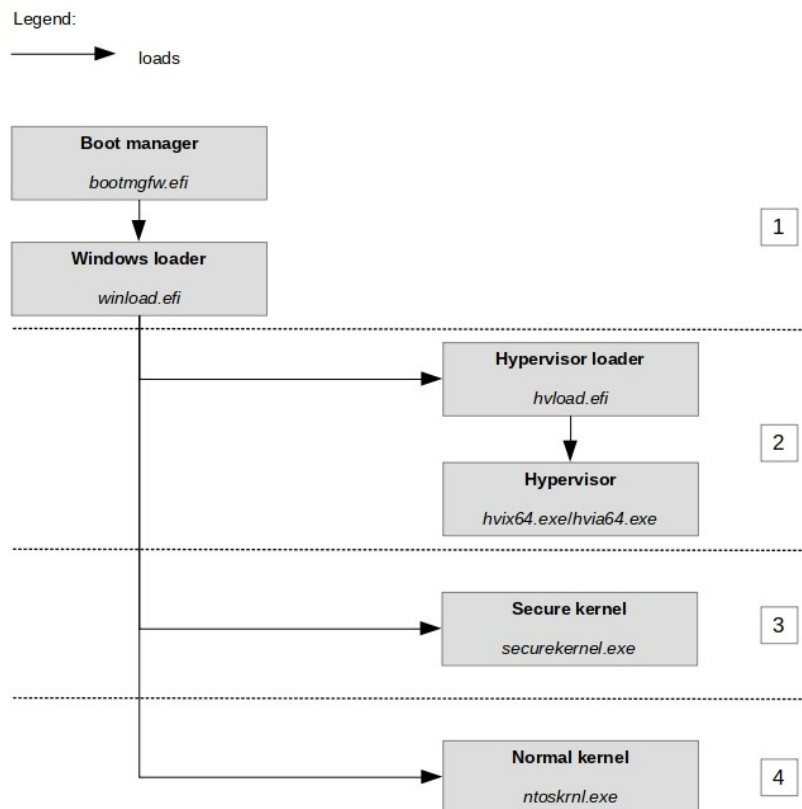 Legend:
loads
Boot manager
bootmgfw.efi
1
Windows loader
winload.efi
Hypervisor loader
hvload.efi
2
Hypervisor
hvix64.exe/hvia64.exe
Secure kernel
3
securekernel.exe
Normal kernel
4
ntoskrnl.exe